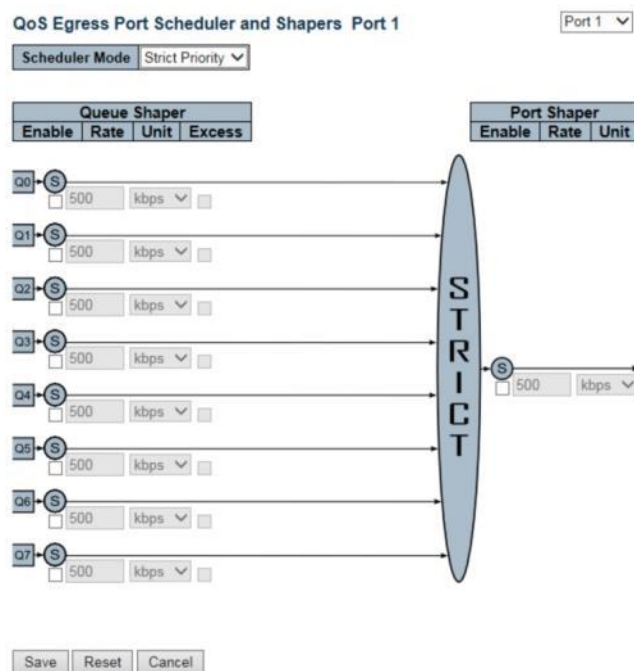 QoS Egress Port Scheduler and Shapers Port 1
Port 1
Scheduler Mode Strict Priority
Queue Shaper
Enable Rate Unit Excess
Port Shaper
Enable Rate Unit
Q0 S
500 kbps
Q1 S
500 kbps
Q2 S
500 kbps
Q3 S
500 kbps
Q4 S
500 kbps
Q5 S
500 kbps
Q6 S
500 kbps
Q7 S
500 kbps
STRICT
S
500 kbps
Save Reset Cancel